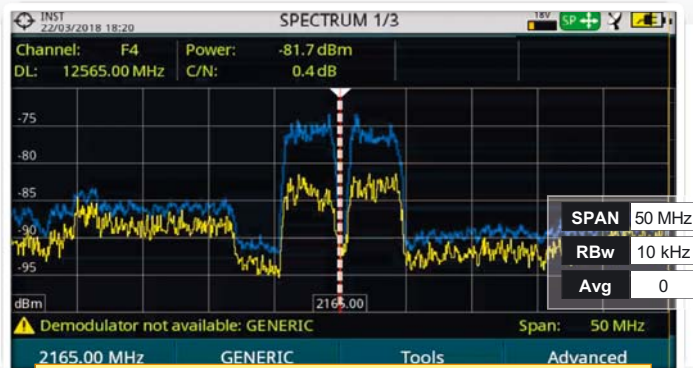 INST
22/03/2018 18:20
SPECTRUM 1/3
18V
SP
Channel: F4 Power: -81.7 dBm
DL: 12565.00 MHz C/N: 0.4 dB
-75
-80
-85
-90
-95
dBm
2165.00
SPAN 50 MHz
RBw 10 kHz
Avg 0
Demodulator not available: GENERIC Span: 50 MHz
2165.00 MHz GENERIC Tools Advanced